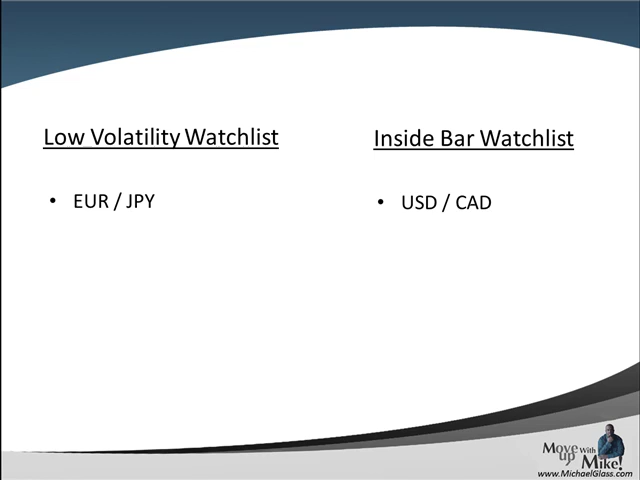 Low Volatility Watchlist
• EUR / JPY
Inside Bar Watchlist
• USD / CAD
Move up With Mike!
www.MichaelGlass.com